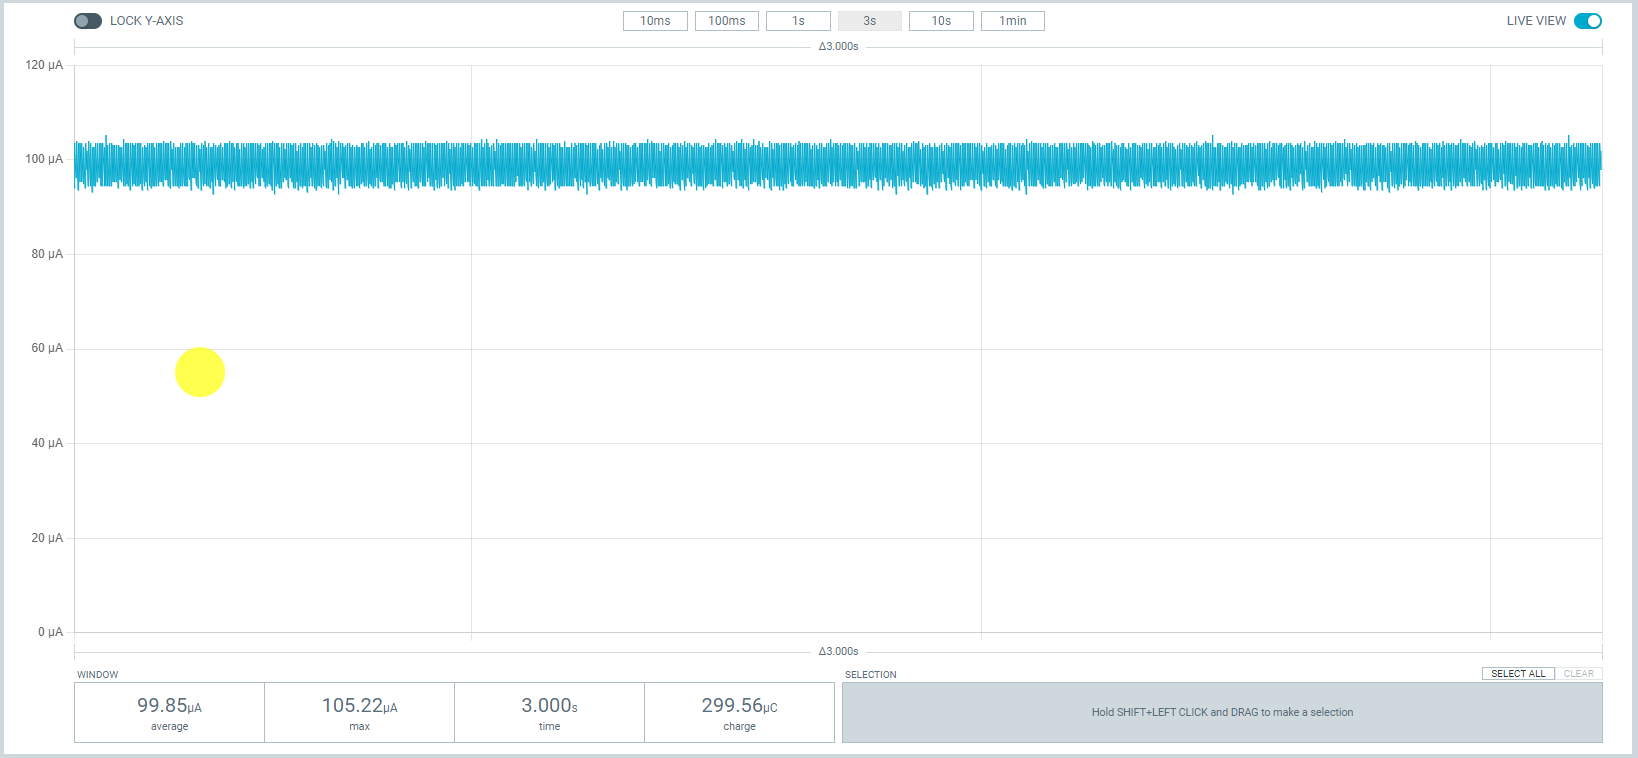 LOCK Y-AXIS 10ms 100ms 1s 3s 10s 1min LIVE VIEW
Δ3.000s
120 µA
100 µA
80 µA
60 µA
40 µA
20 µA
0 µA
Δ3.000s
WINDOW
99.85µA 105.22µA 3.000s 299.56µC
average max time charge
SELECTION SELECT ALL CLEAR
Hold SHIFT+LEFT CLICK and DRAG to make a selection